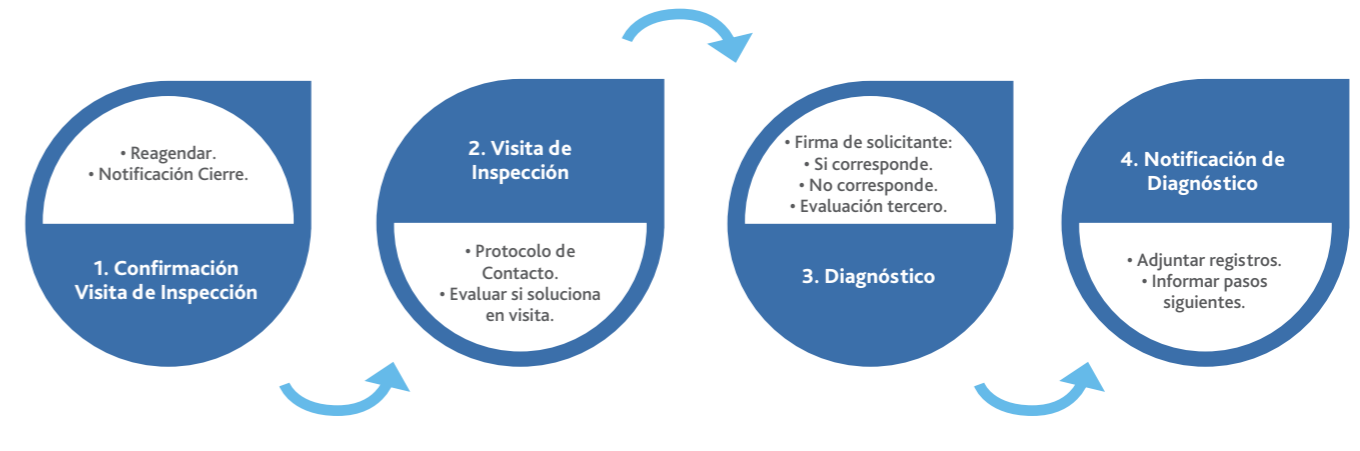 • Reagendar.
• Notificación Cierre.
1. Confirmación
Visita de Inspección
2. Visita de
Inspección
• Protocolo de
Contacto.
• Evaluar si soluciona
en visita.
• Firma de solicitante:
• Si corresponde.
• No corresponde.
• Evaluación tercero.
3. Diagnóstico
4. Notificación de
Diagnóstico
• Adjuntar registros.
• Informar pasos
siguientes.